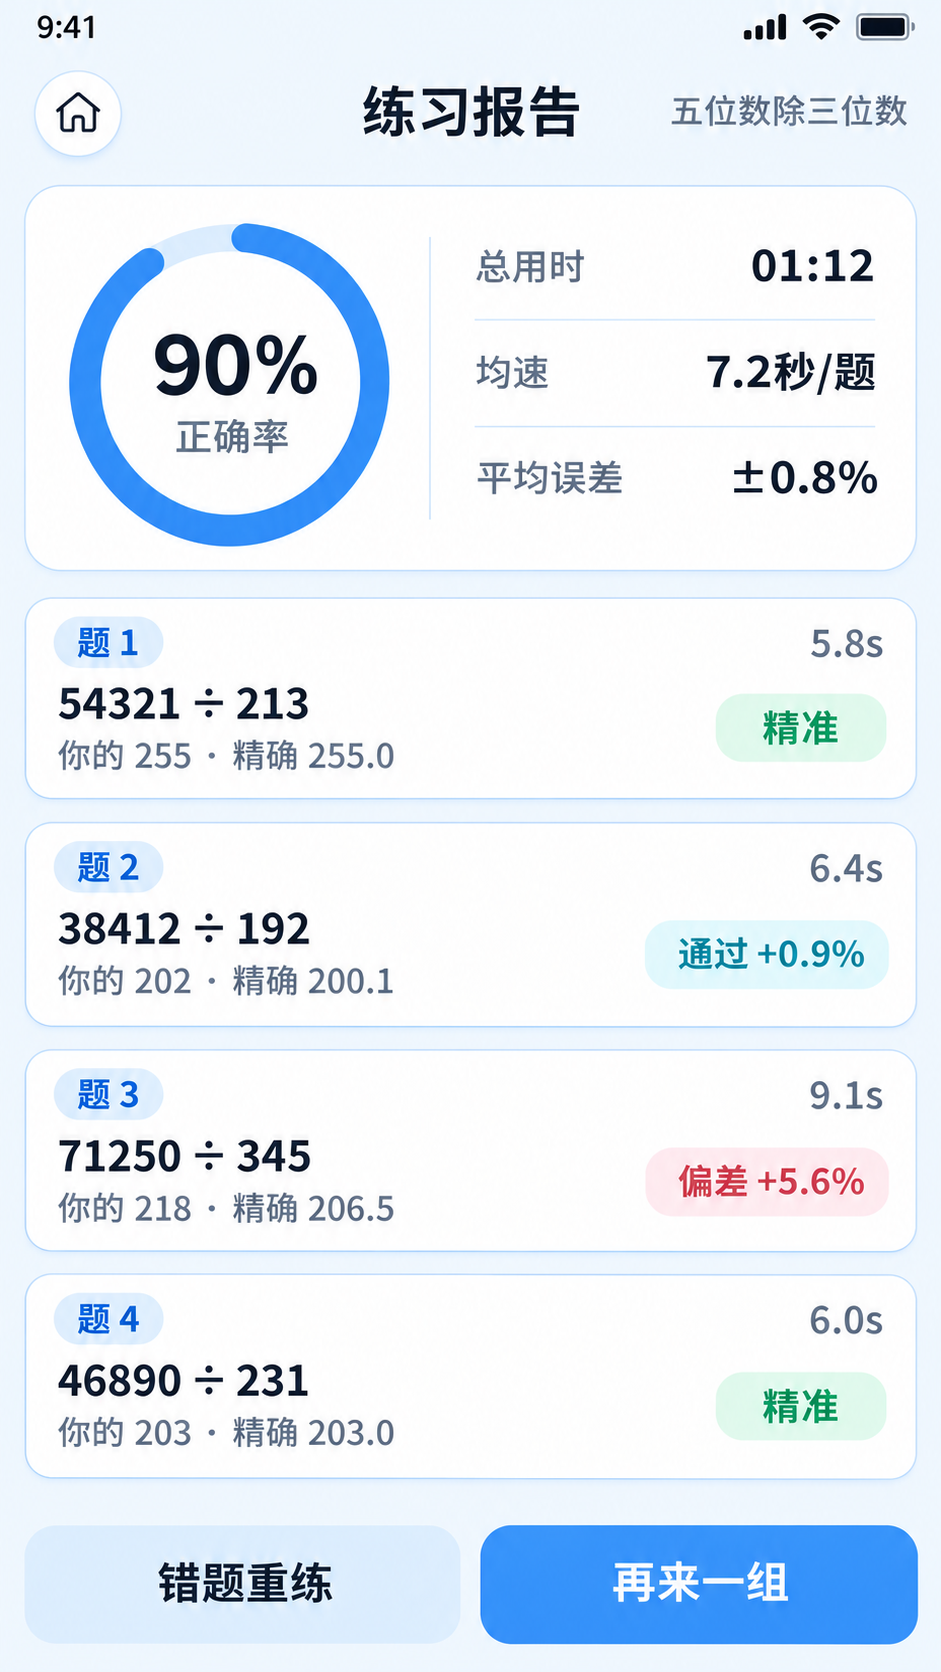 9:41
练习报告
五位数除三位数
90%
正确率
总用时 01:12
均速 7.2秒/题
平均误差 ±0.8%
题 1 5.8s
54321 ÷ 213
精准
你的 255 · 精确 255.0
题 2 6.4s
38412 ÷ 192
通过 +0.9%
你的 202 · 精确 200.1
题 3 9.1s
71250 ÷ 345
偏差 +5.6%
你的 218 · 精确 206.5
题 4 6.0s
46890 ÷ 231
精准
你的 203 · 精确 203.0
错题重练
再来一组